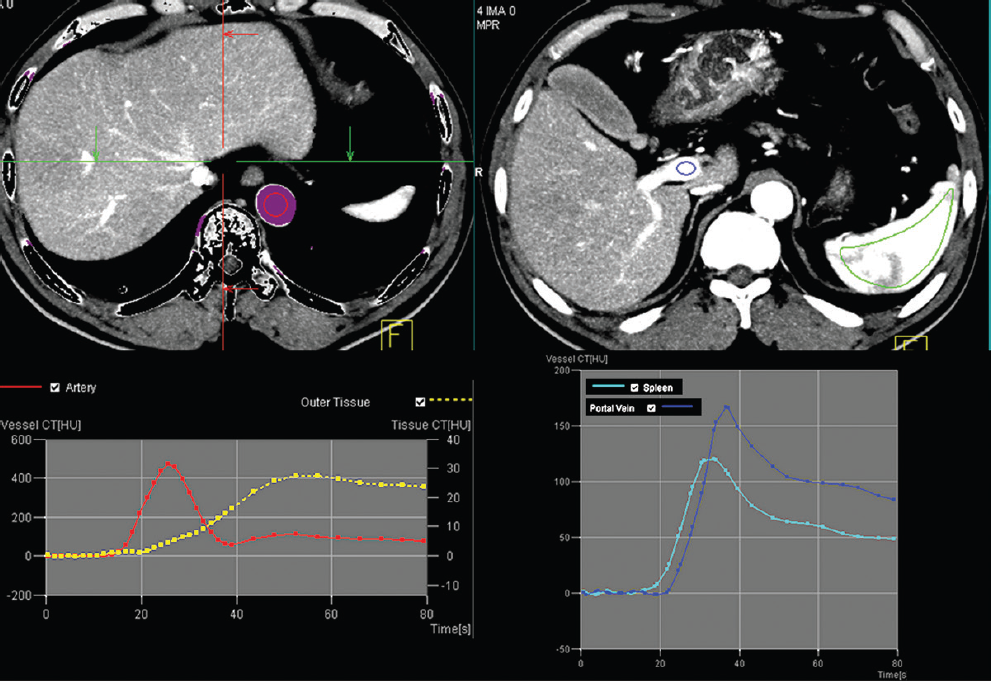 4 IMA 0
MPR
R
F
Artery
Outer Tissue
Vessel CT[HU]
Tissue CT[HU]
600
400
200
0
-200
40
30
20
10
0
-10
0
20
40
60
80
Time[s]
Vessel CT[HU]
Spleen
Portal Vein
200
150
100
50
0
-50
0
20
40
60
80
Time[s